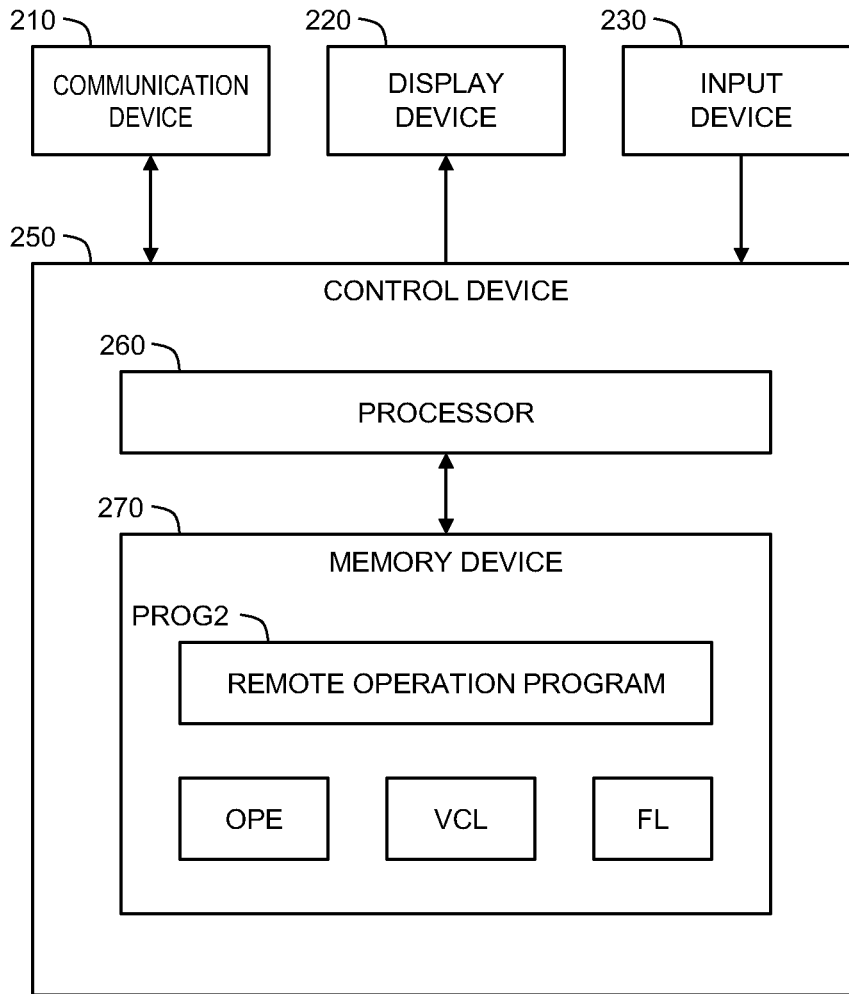 210
220
230
COMMUNICATION
DEVICE
DISPLAY
DEVICE
INPUT
DEVICE
250
CONTROL DEVICE
260
PROCESSOR
270
MEMORY DEVICE
PROG2
REMOTE OPERATION PROGRAM
OPE
VCL
FL